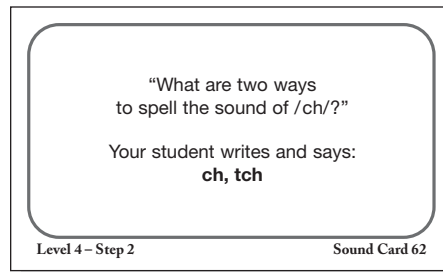 “What are two ways
to spell the sound of /ch/?”
Your student writes and says:
ch, tch
Level 4 – Step 2
Sound Card 62